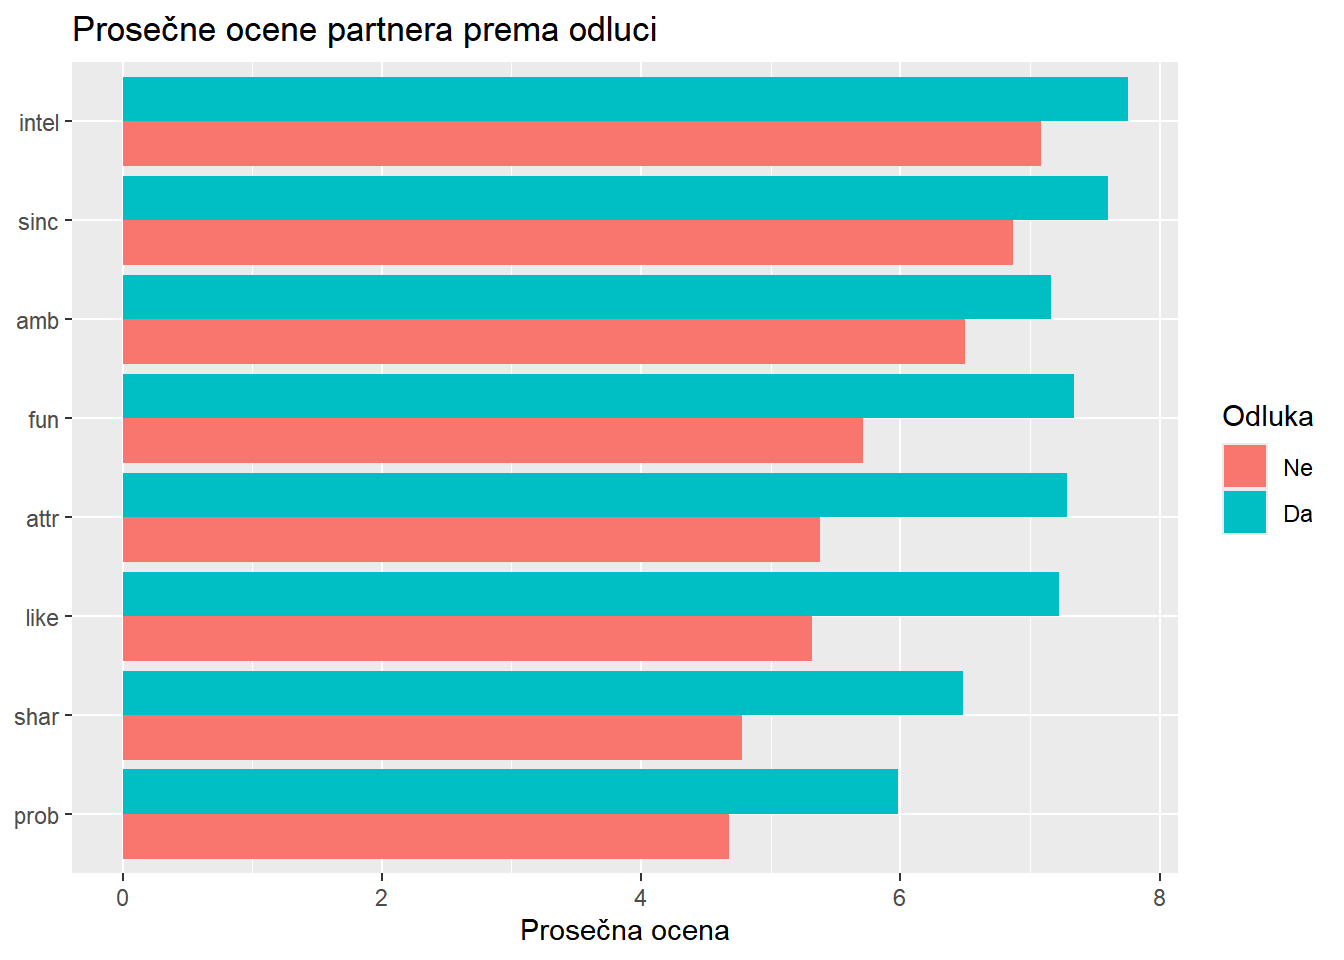 Prosečne ocene partnera prema odluci
intel
sinc
amb
fun
attr
like
shar
prob
0 2 4 6 8
Prosečna ocena
Odluka
Ne
Da